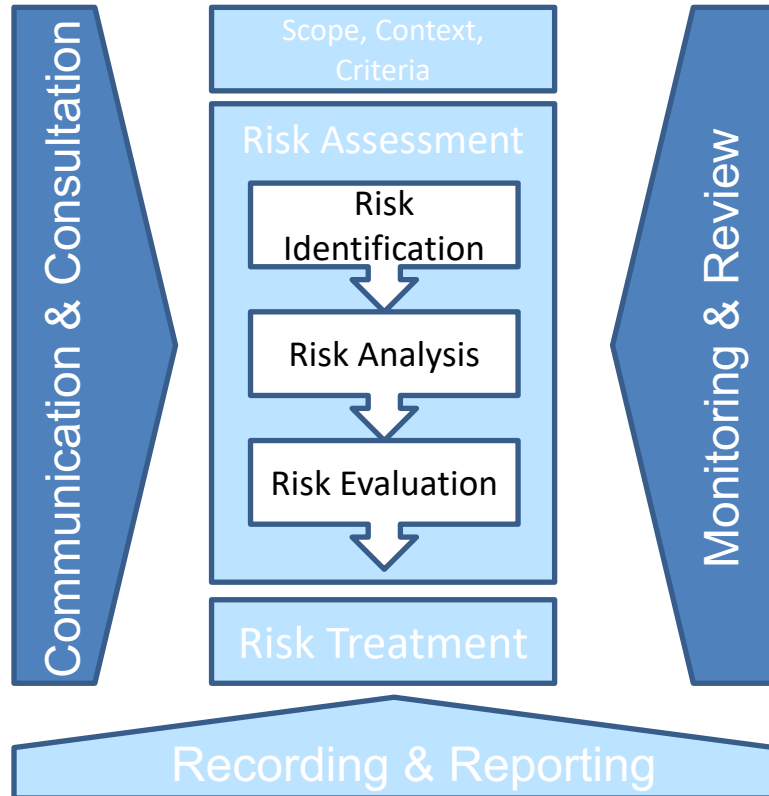 Scope, Context,
Criteria
Communication & Consultation
Risk Assessment
Risk
Identification
Risk Analysis
Risk Evaluation
Monitoring & Review
Risk Treatment
Recording & Reporting